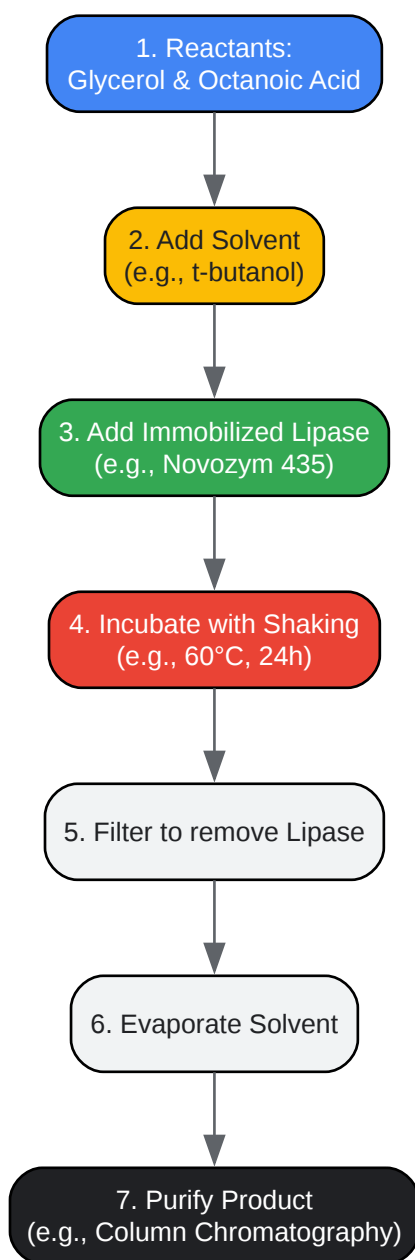 1. Reactants:
Glycerol & Octanoic Acid
2. Add Solvent
(e.g., t-butanol)
3. Add Immobilized Lipase
(e.g., Novozym 435)
4. Incubate with Shaking
(e.g., 60°C, 24h)
5. Filter to remove Lipase
6. Evaporate Solvent
7. Purify Product
(e.g., Column Chromatography)